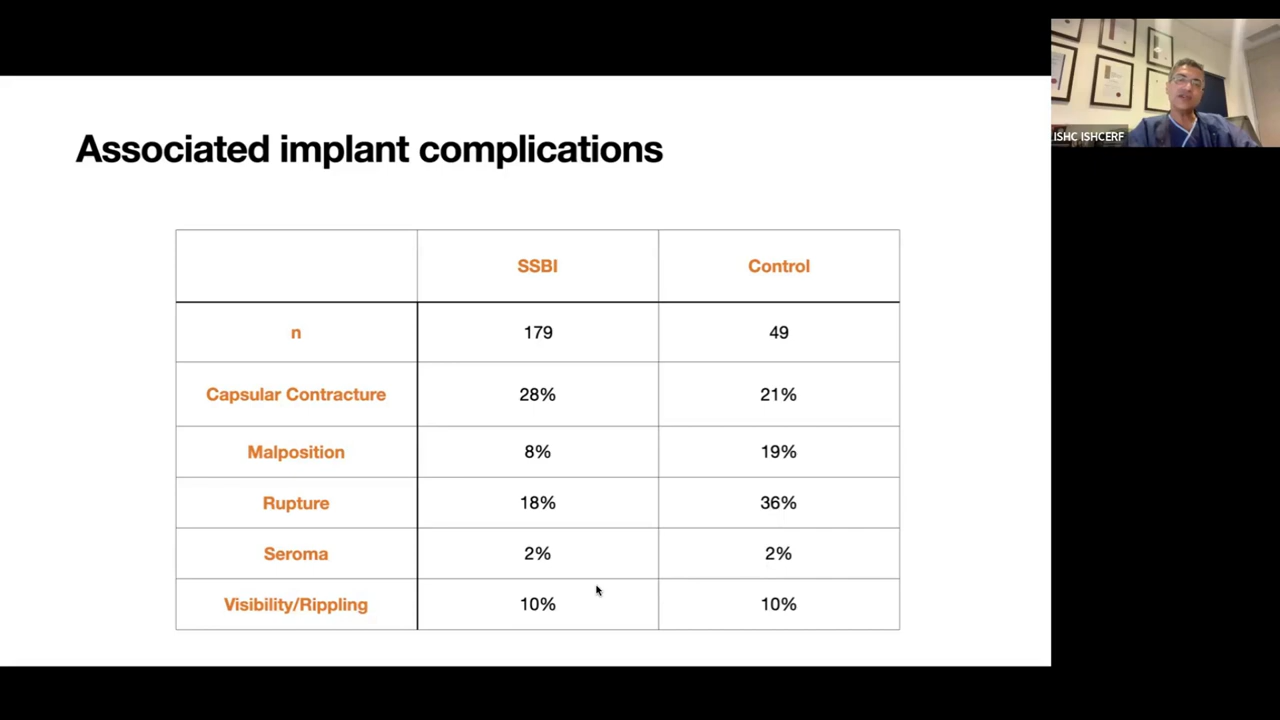 Associated implant complications
SSBI Control
n 179 49
Capsular Contracture 28% 21%
Malposition 8% 19%
Rupture 18% 36%
Seroma 2% 2%
Visibility/Rippling 10% 10%
ISHC ISHCERF